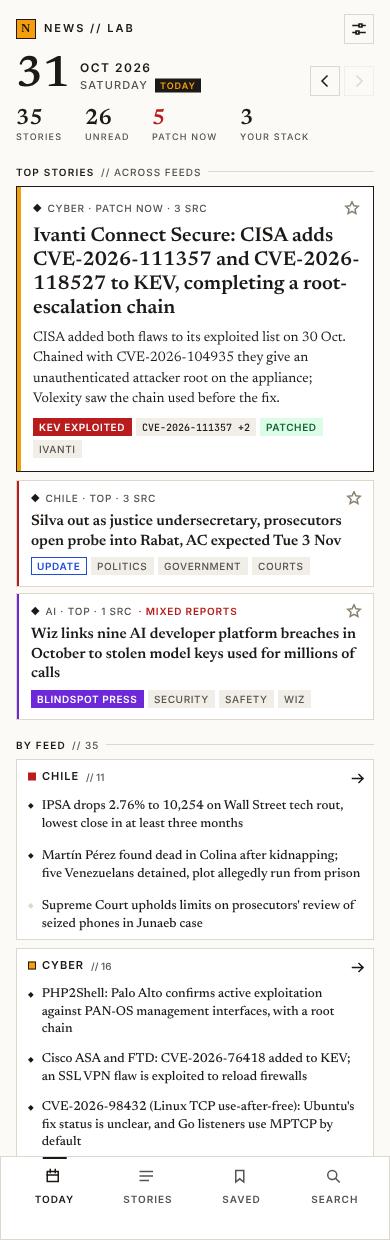 N NEWS // LAB
31 OCT 2026
SATURDAY TODAY
35 26 5 3
STORIES UNREAD PATCH NOW YOUR STACK
TOP STORIES // ACROSS FEEDS
CYBER · PATCH NOW · 3 SRC
Ivanti Connect Secure: CISA adds
CVE-2026-111357 and CVE-2026-
118527 to KEV, completing a root-
escalation chain
CISA added both flaws to its exploited list on 30 Oct.
Chained with CVE-2026-104935 they give an
unauthenticated attacker root on the appliance;
Volexity saw the chain used before the fix.
KEV EXPLOITED CVE-2026-111357 +2 PATCHED
IVANTI
CHILE · TOP · 3 SRC
Silva out as justice undersecretary, prosecutors
open probe into Rabat, AC expected Tue 3 Nov
UPDATE POLITICS GOVERNMENT COURTS
AI · TOP · 1 SRC · MIXED REPORTS
Wiz links nine AI developer platform breaches in
October to stolen model keys used for millions of
calls
BLINDSPOT PRESS SECURITY SAFETY WIZ
BY FEED // 35
CHILE // 11
IPSA drops 2.76% to 10,254 on Wall Street tech rout,
lowest close in at least three months
Martín Pérez found dead in Colina after kidnapping;
five Venezuelans detained, plot allegedly run from prison
Supreme Court upholds limits on prosecutors' review of
seized phones in Junaeb case
CYBER // 16
PHP2Shell: Palo Alto confirms active exploitation
against PAN-OS management interfaces, with a root
chain
Cisco ASA and FTD: CVE-2026-76418 added to KEV;
an SSL VPN flaw is exploited to reload firewalls
CVE-2026-98432 (Linux TCP use-after-free): Ubuntu's
fix status is unclear, and Go listeners use MPTCP by
default
TODAY STORIES SAVED SEARCH